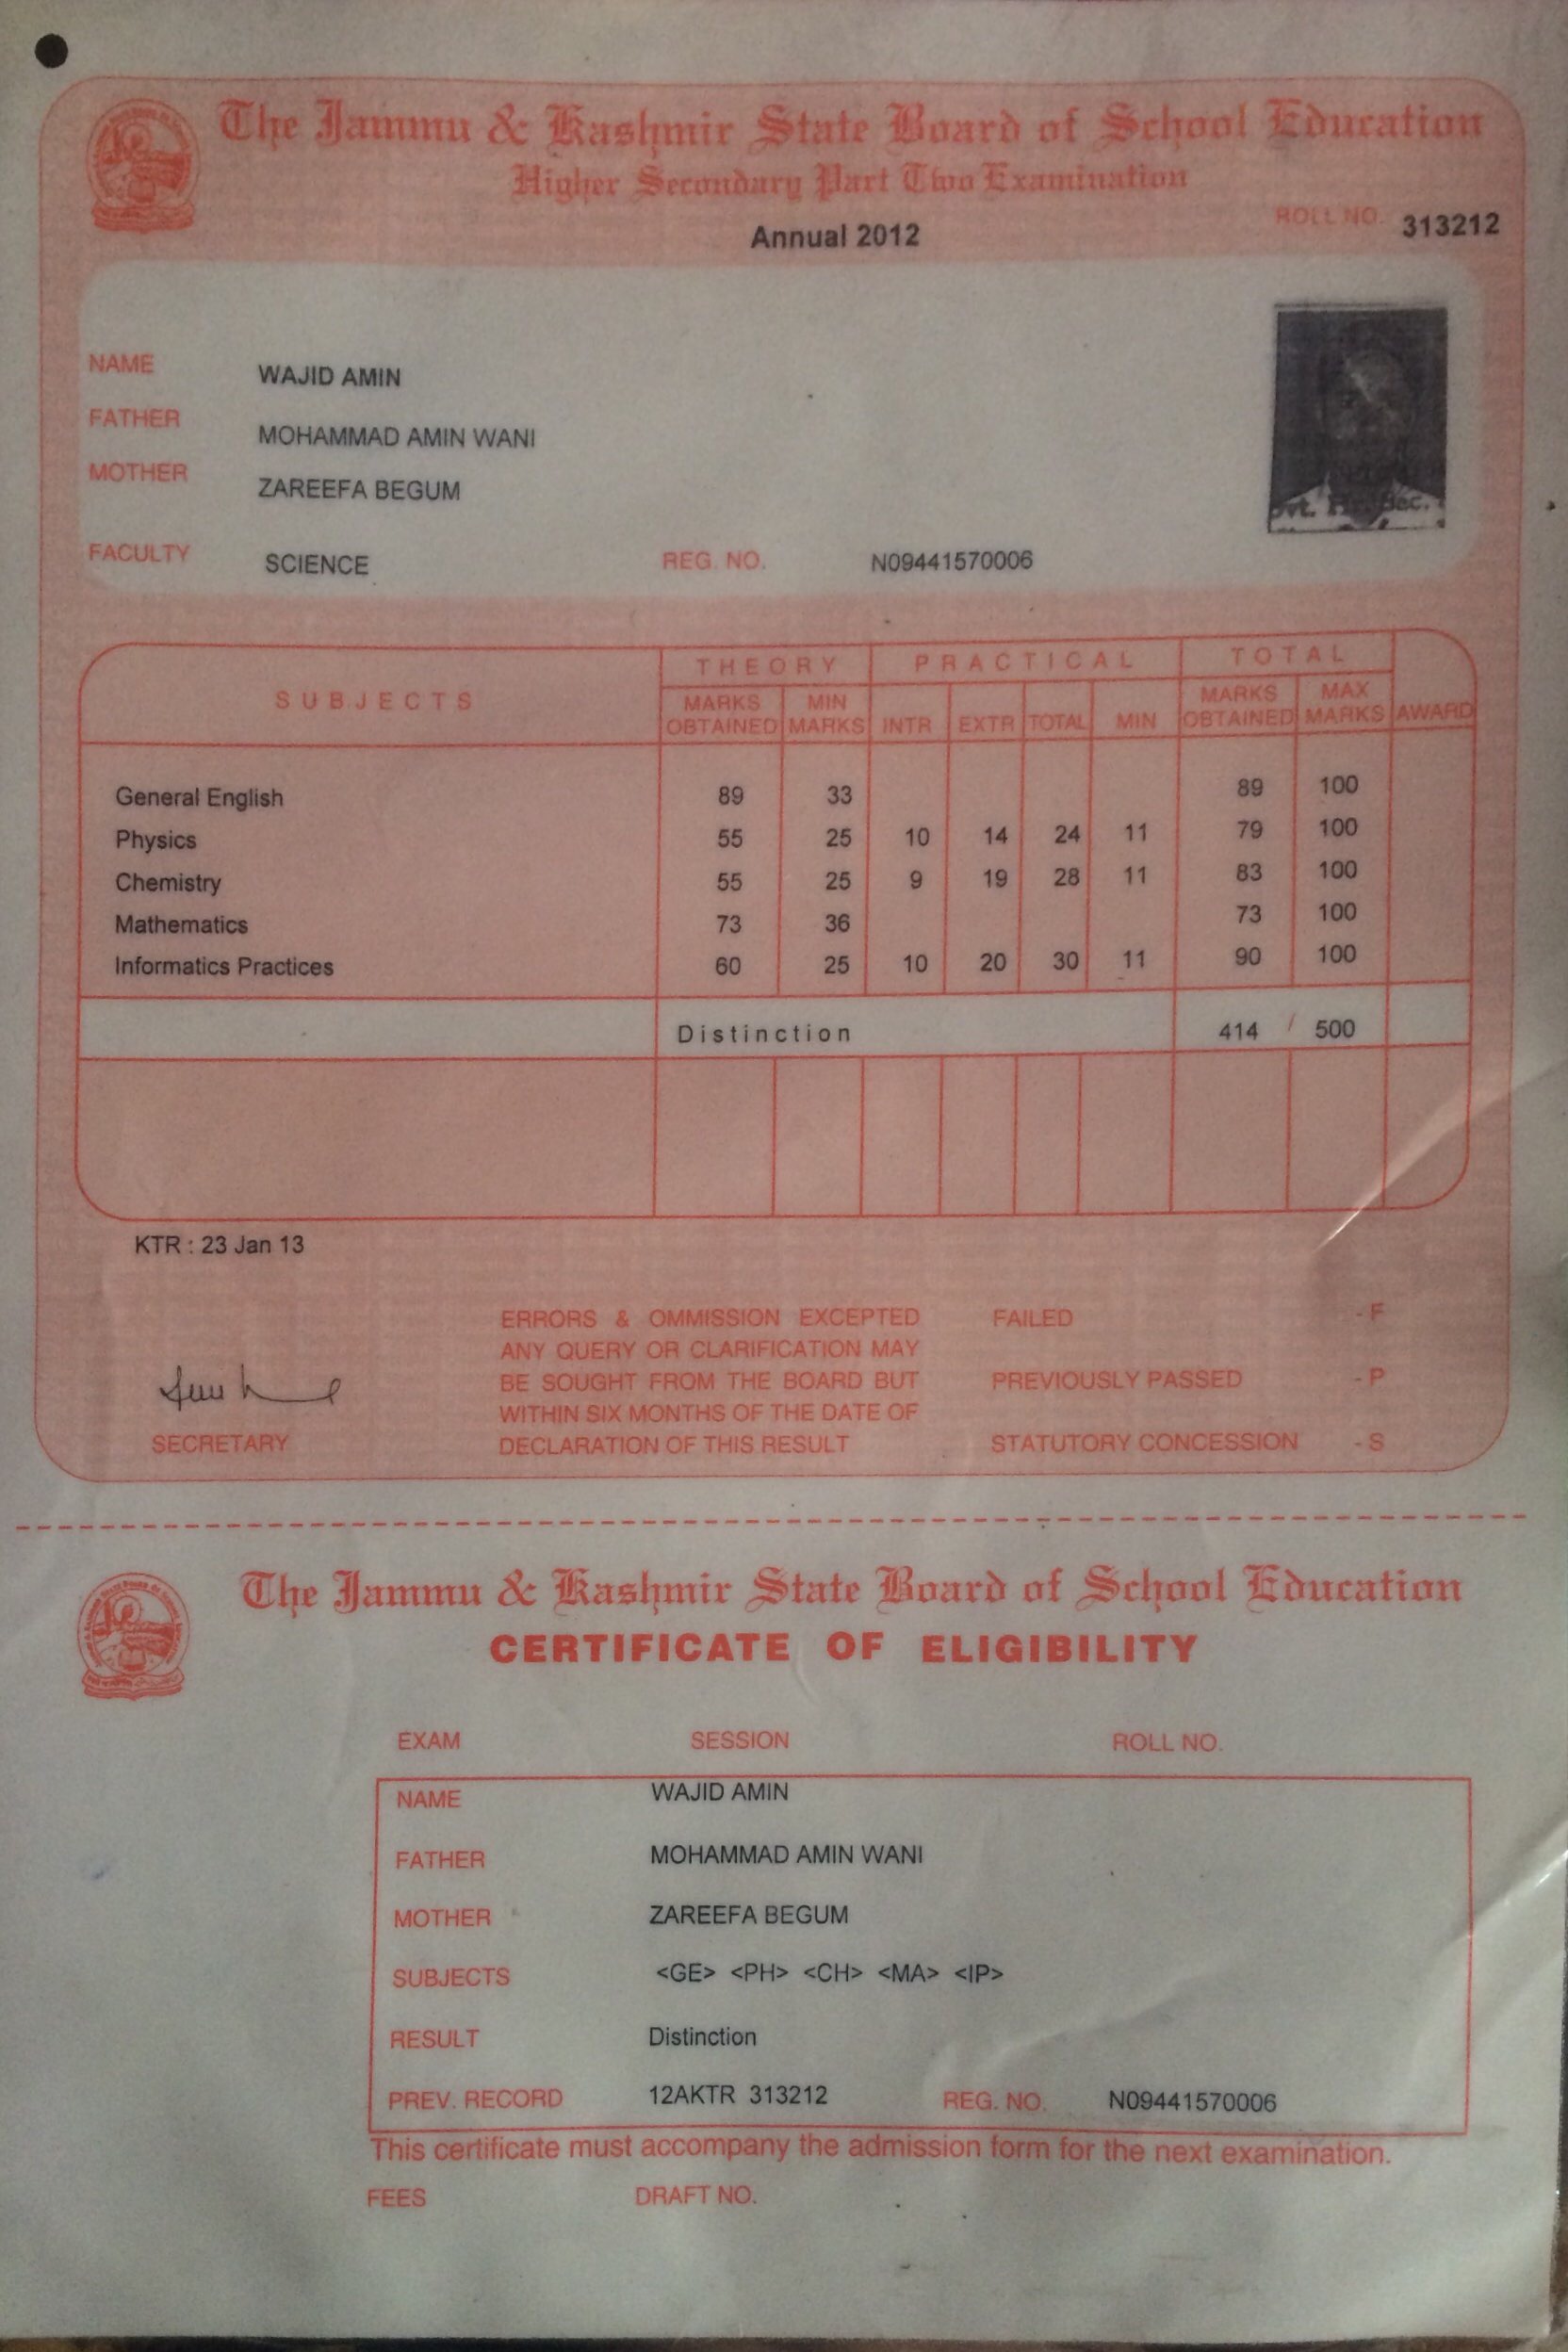 The Jammu & Kashmir State Board of School Education
Higher Secondary Part Two Examination
Annual 2012
ROLL NO. 313212
NAME WAJID AMIN
FATHER MOHAMMAD AMIN WANI
MOTHER ZAREEFA BEGUM
FACULTY SCIENCE REG. NO. N09441570006
SUBJECTS THEORY PRACTICAL TOTAL
MARKS OBTAINED MIN MARKS INTR EXTR TOTAL MIN MARKS OBTAINED MAX MARKS AWARD
General English 89 33 89 100
Physics 55 25 10 14 24 11 79 100
Chemistry 55 25 9 19 28 11 83 100
Mathematics 73 36 73 100
Informatics Practices 60 25 10 20 30 11 90 100
Distinction 414 / 500
KTR : 23 Jan 13
ERRORS & OMMISSION EXCEPTED FAILED - F
ANY QUERY OR CLARIFICATION MAY
BE SOUGHT FROM THE BOARD BUT PREVIOUSLY PASSED - P
WITHIN SIX MONTHS OF THE DATE OF
SECRETARY DECLARATION OF THIS RESULT STATUTORY CONCESSION - S
The Jammu & Kashmir State Board of School Education
CERTIFICATE OF ELIGIBILITY
EXAM SESSION ROLL NO.
NAME WAJID AMIN
FATHER MOHAMMAD AMIN WANI
MOTHER ZAREEFA BEGUM
SUBJECTS <GE> <PH> <CH> <MA> <IP>
RESULT Distinction
PREV. RECORD 12AKTR 313212 REG. NO. N09441570006
This certificate must accompany the admission form for the next examination.
FEES DRAFT NO.